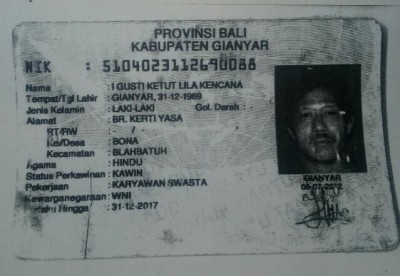 PROVINSI BALI
KABUPATEN GIANYAR
NIK : 5104023112690088
Nama : I GUSTI KETUT LILA KENCANA
Tempat/Tgl Lahir : GIANYAR, 31-12-1969
Jenis Kelamin : LAKI-LAKI Gol. Darah : -
Alamat : BR. KERTI YASA
RT/RW : - / -
Kel/Desa : BONA
Kecamatan : BLAHBATUH
Agama : HINDU
Status Perkawinan : KAWIN
Pekerjaan : KARYAWAN SWASTA
Kewarganegaraan : WNI
Hingga : 31-12-2017
GIANYAR
05-07-2012